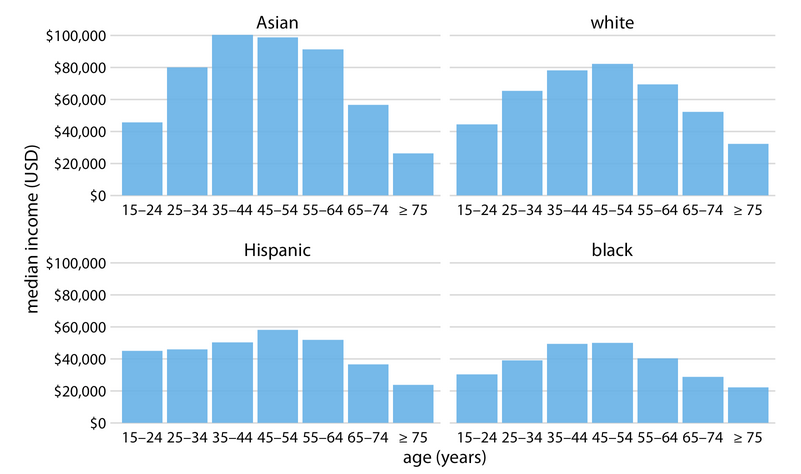 Asian
white
$100,000
$80,000
$60,000
$40,000
$20,000
$0
15–24 25–34 35–44 45–54 55–64 65–74 ≥ 75
15–24 25–34 35–44 45–54 55–64 65–74 ≥ 75
median income (USD)
Hispanic
black
$100,000
$80,000
$60,000
$40,000
$20,000
$0
15–24 25–34 35–44 45–54 55–64 65–74 ≥ 75
15–24 25–34 35–44 45–54 55–64 65–74 ≥ 75
age (years)